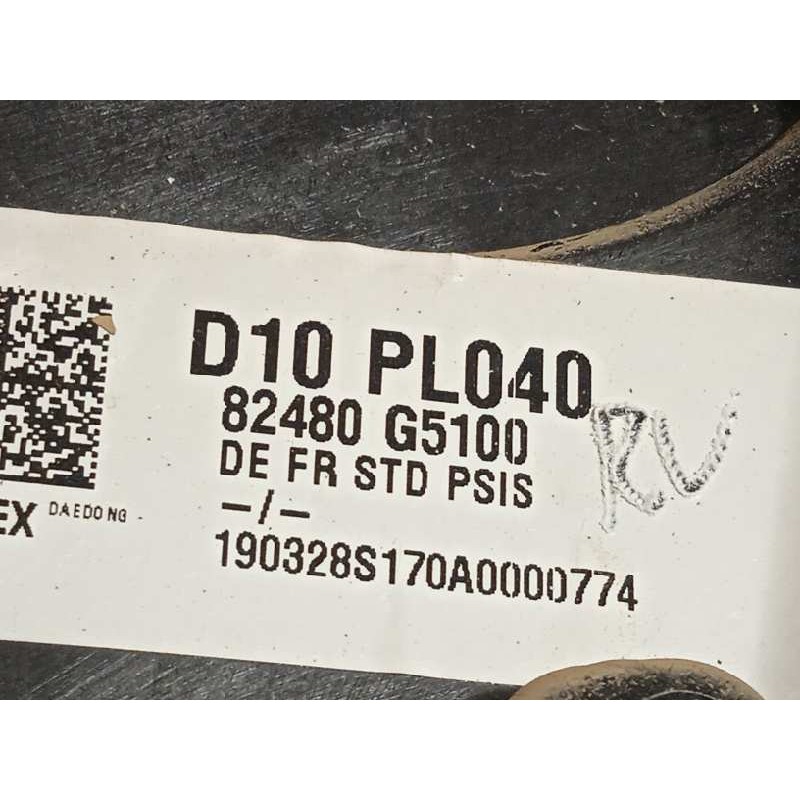 D10 PL040
82480 G5100
DE FR STD PSIS
-/-
190328S170A0000774
EX DAEDONG
RV